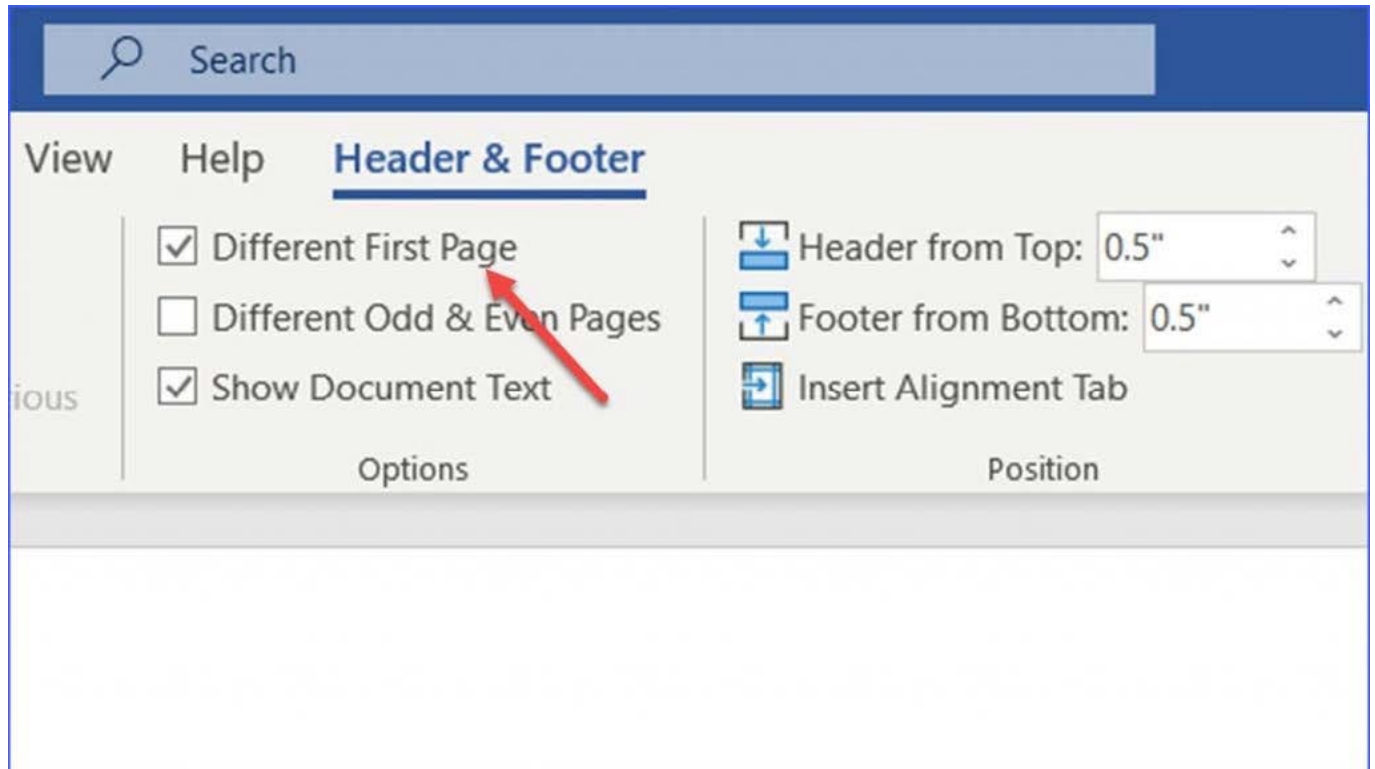 Search
View Help Header & Footer
Different First Page
Header from Top: 0.5"
Different Odd & Even Pages
Footer from Bottom: 0.5"
ious
Show Document Text
Insert Alignment Tab
Options
Position